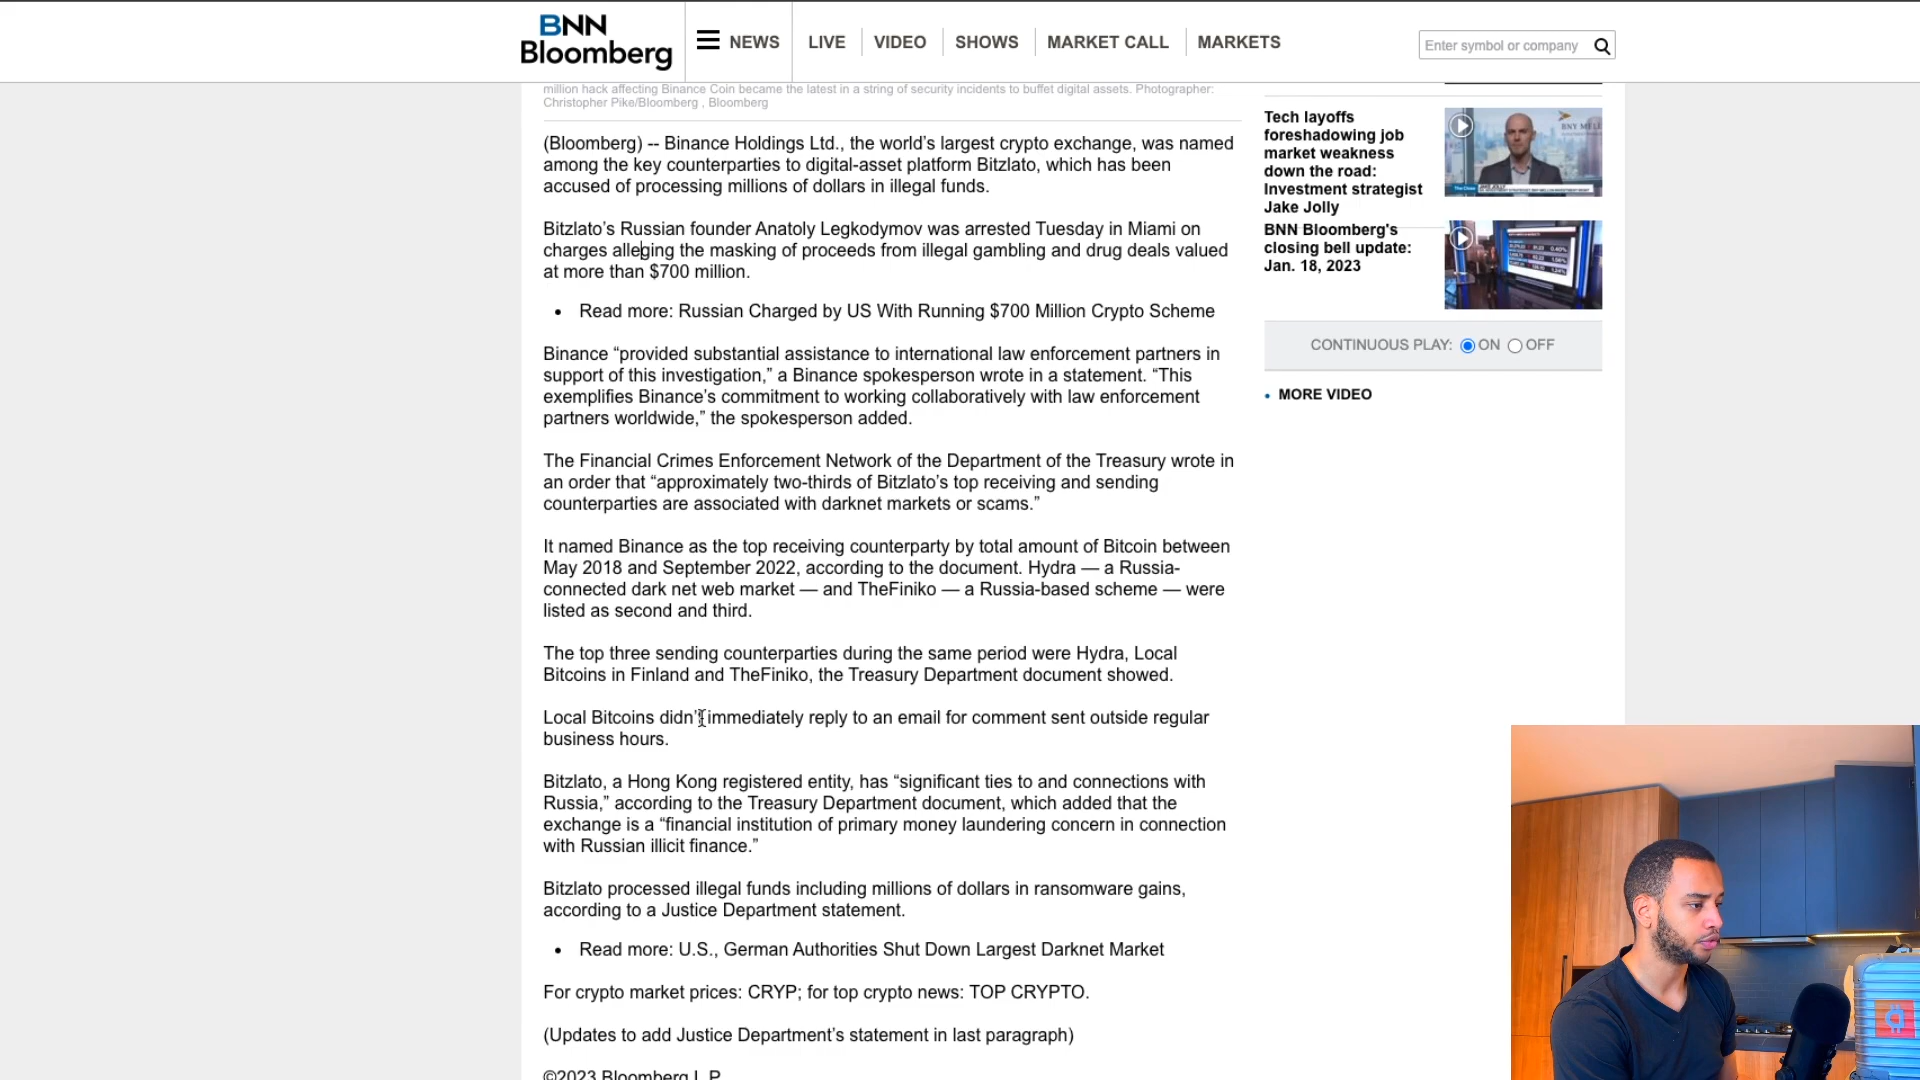 BNN
Bloomberg
NEWS
LIVE
VIDEO
SHOWS
MARKET CALL
MARKETS
Enter symbol or company
million hack affecting Binance Coin became the latest in a string of security incidents to buffet digital assets. Photographer:
Christopher Pike/Bloomberg , Bloomberg
(Bloomberg) -- Binance Holdings Ltd., the world’s largest crypto exchange, was named
among the key counterparties to digital-asset platform Bitzlato, which has been
accused of processing millions of dollars in illegal funds.
Bitzlato’s Russian founder Anatoly Legkodymov was arrested Tuesday in Miami on
charges alleging the masking of proceeds from illegal gambling and drug deals valued
at more than $700 million.
• Read more: Russian Charged by US With Running $700 Million Crypto Scheme
Binance “provided substantial assistance to international law enforcement partners in
support of this investigation,” a Binance spokesperson wrote in a statement. “This
exemplifies Binance’s commitment to working collaboratively with law enforcement
partners worldwide,” the spokesperson added.
The Financial Crimes Enforcement Network of the Department of the Treasury wrote in
an order that “approximately two-thirds of Bitzlato’s top receiving and sending
counterparties are associated with darknet markets or scams.”
It named Binance as the top receiving counterparty by total amount of Bitcoin between
May 2018 and September 2022, according to the document. Hydra — a Russia-
connected dark net web market — and TheFiniko — a Russia-based scheme — were
listed as second and third.
The top three sending counterparties during the same period were Hydra, Local
Bitcoins in Finland and TheFiniko, the Treasury Department document showed.
Local Bitcoins didn’t immediately reply to an email for comment sent outside regular
business hours.
Bitzlato, a Hong Kong registered entity, has “significant ties to and connections with
Russia,” according to the Treasury Department document, which added that the
exchange is a “financial institution of primary money laundering concern in connection
with Russian illicit finance.”
Bitzlato processed illegal funds including millions of dollars in ransomware gains,
according to a Justice Department statement.
• Read more: U.S., German Authorities Shut Down Largest Darknet Market
For crypto market prices: CRYP; for top crypto news: TOP CRYPTO.
(Updates to add Justice Department’s statement in last paragraph)
©2023 Bloomberg L.P.
Tech layoffs
foreshadowing job
market weakness
down the road:
Investment strategist
Jake Jolly
BNY MELL
JAKE JOLLY
BNN Bloomberg's
closing bell update:
Jan. 18, 2023
CONTINUOUS PLAY: ON OFF
• MORE VIDEO